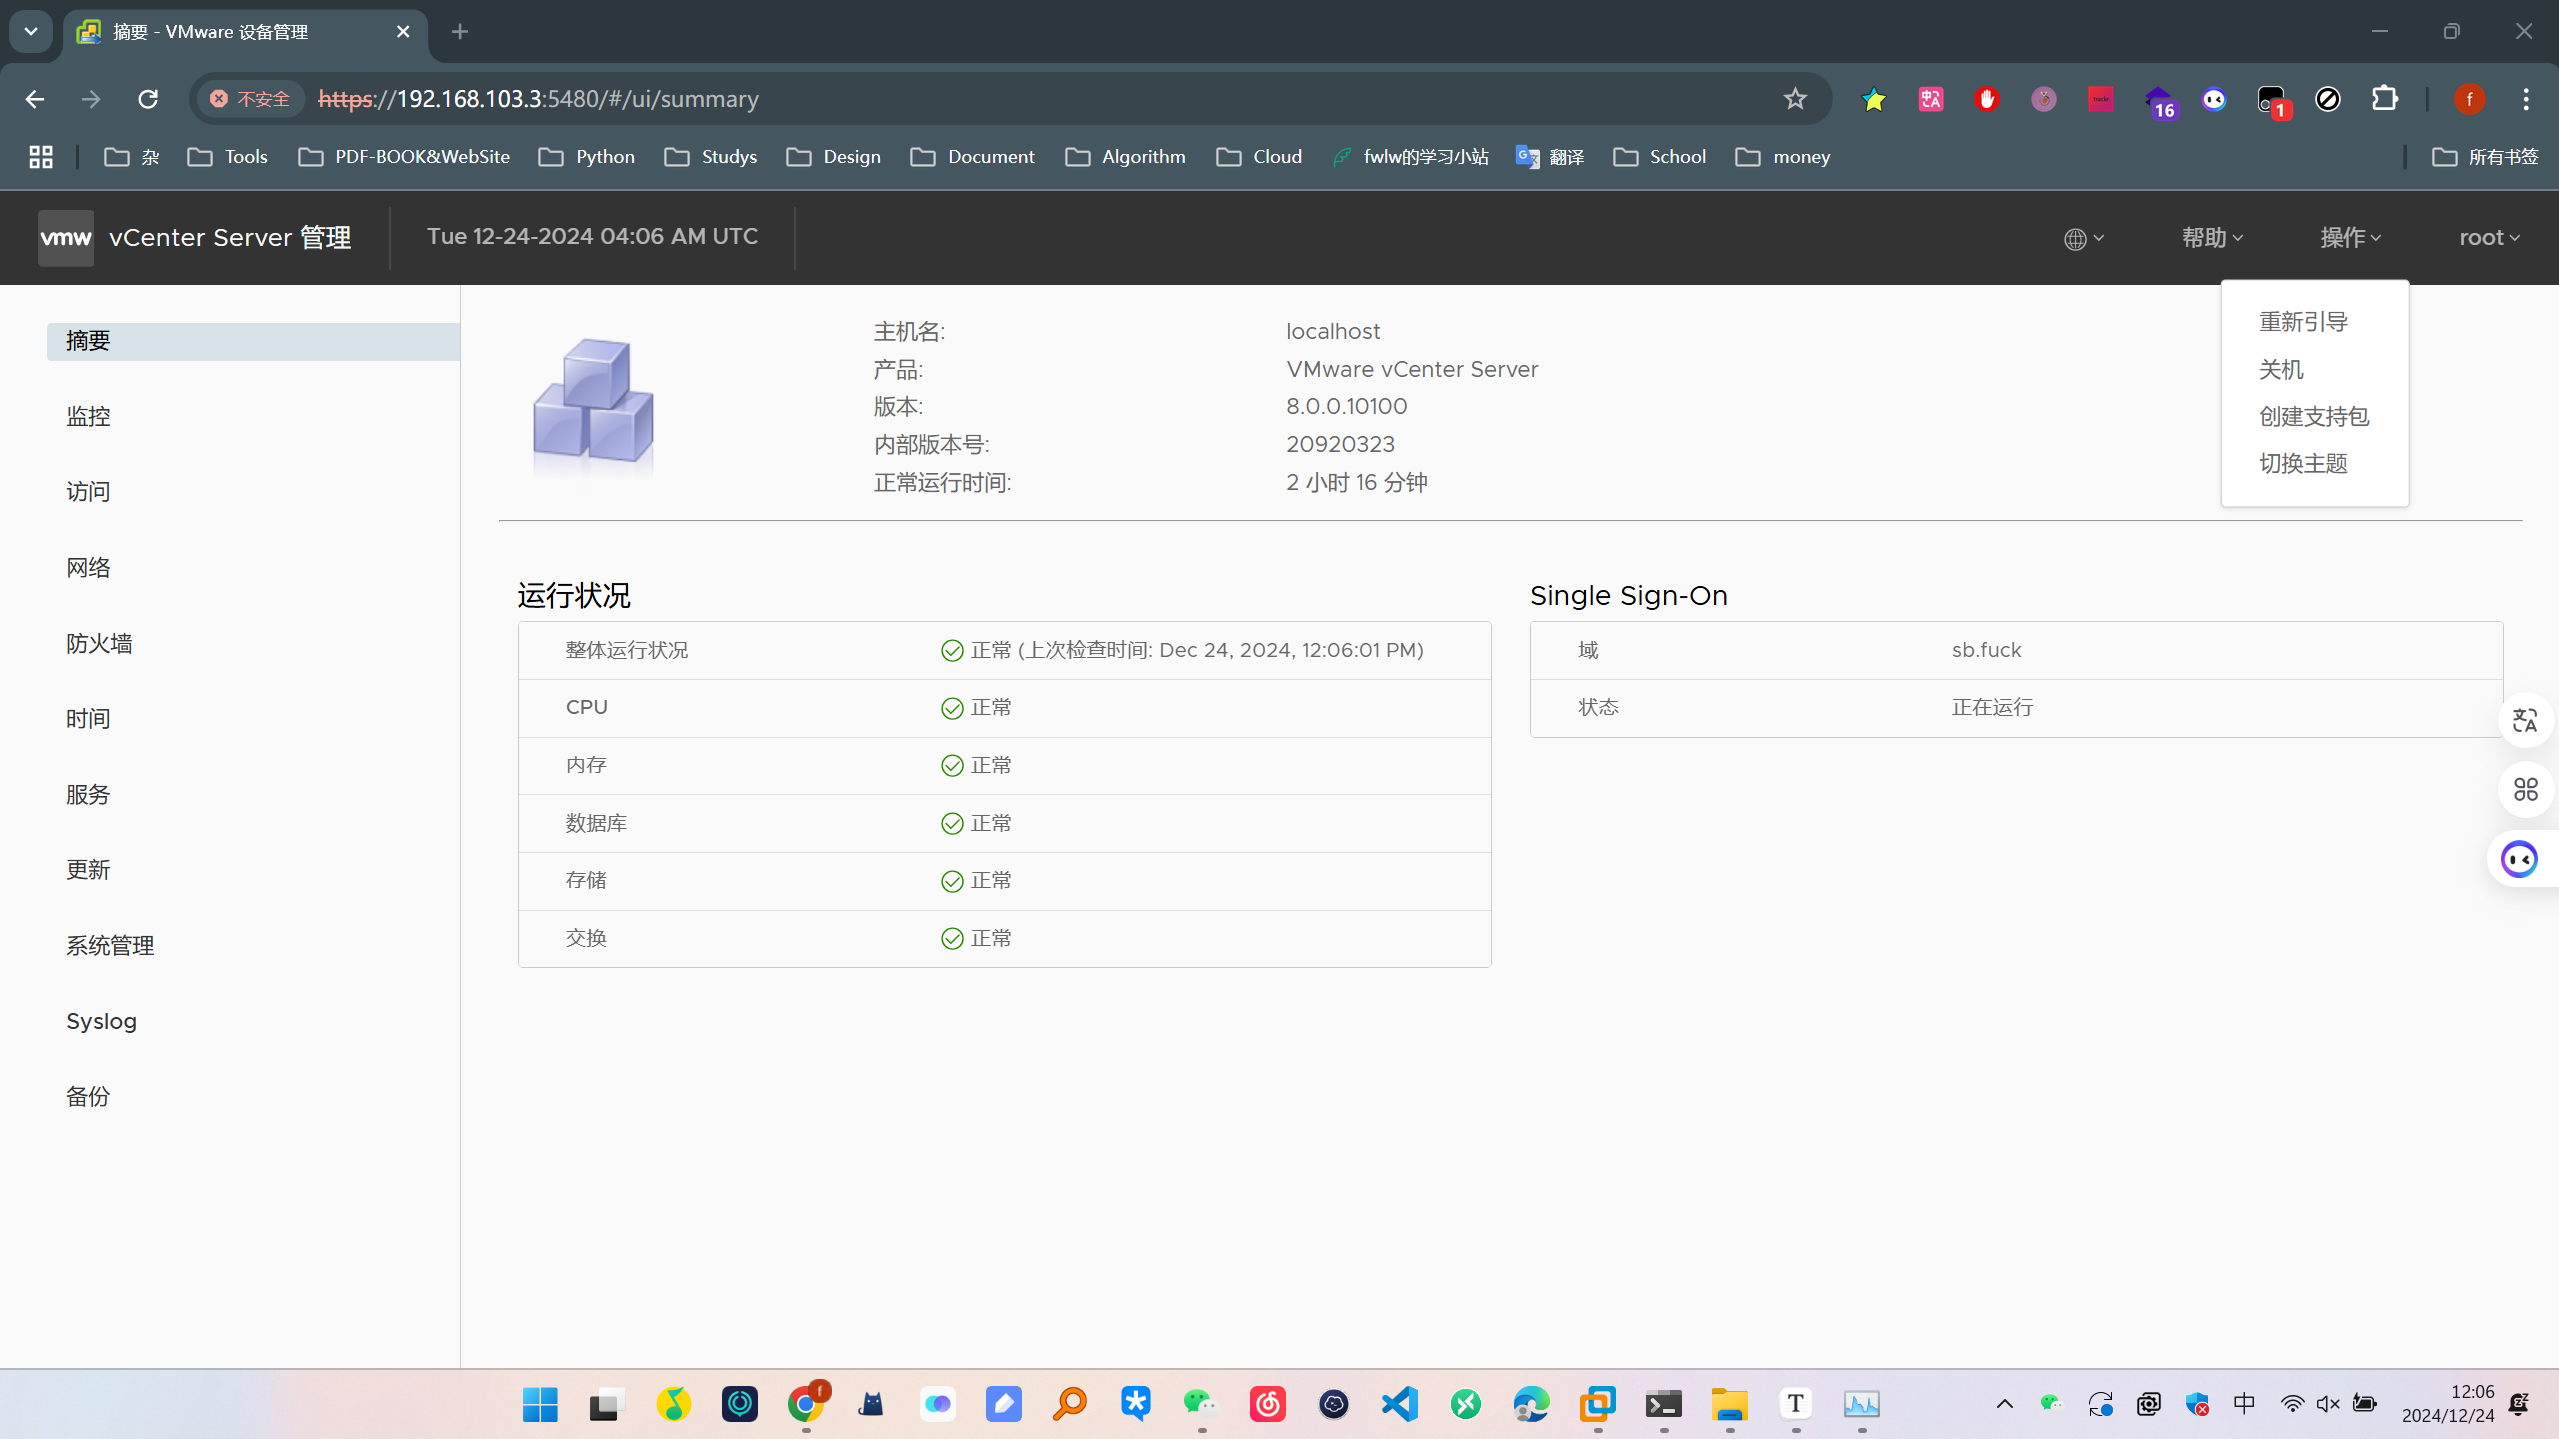 摘要 - VMware 设备管理
不安全 https://192.168.103.3:5480/#/ui/summary
16
1
f
杂 Tools PDF-BOOK&WebSite Python Studys Design Document Algorithm Cloud fwlw的学习小站 翻译 School money 所有书签
vmw vCenter Server 管理 Tue 12-24-2024 04:06 AM UTC 帮助 操作 root
重新引导
关机
创建支持包
切换主题
摘要
监控
访问
网络
防火墙
时间
服务
更新
系统管理
Syslog
备份
主机名: localhost
产品: VMware vCenter Server
版本: 8.0.0.10100
内部版本号: 20920323
正常运行时间: 2 小时 16 分钟
运行状况
整体运行状况 正常 (上次检查时间: Dec 24, 2024, 12:06:01 PM)
CPU 正常
内存 正常
数据库 正常
存储 正常
交换 正常
Single Sign-On
域 sb.fuck
状态 正在运行
中
12:06
2024/12/24